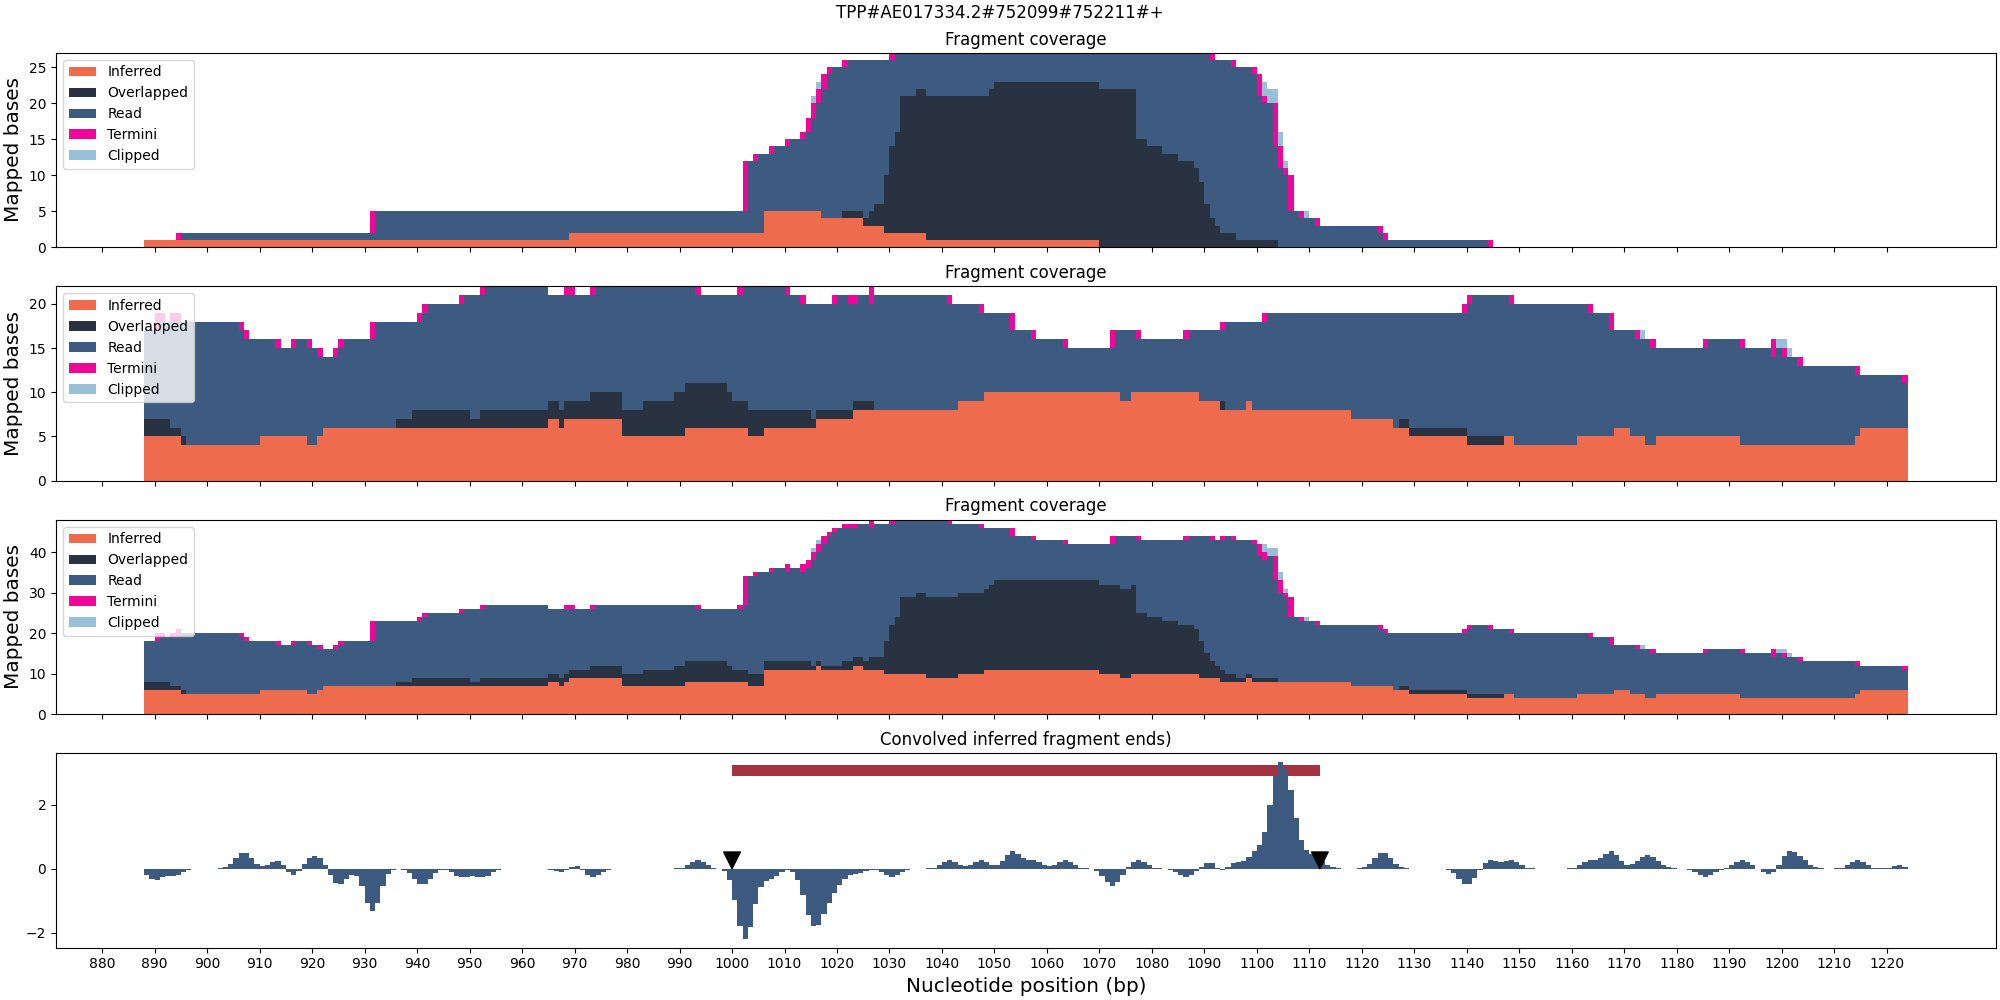 TPP#AE017334.2#752099#752211#+
Fragment coverage
Mapped bases
25
20
15
10
5
0
Inferred
Overlapped
Read
Termini
Clipped
Fragment coverage
Mapped bases
20
15
10
5
0
Inferred
Overlapped
Read
Termini
Clipped
Fragment coverage
Mapped bases
40
30
20
10
0
Inferred
Overlapped
Read
Termini
Clipped
Convolved inferred fragment ends)
2
0
−2
880 890 900 910 920 930 940 950 960 970 980 990 1000 1010 1020 1030 1040 1050 1060 1070 1080 1090 1100 1110 1120 1130 1140 1150 1160 1170 1180 1190 1200 1210 1220
Nucleotide position (bp)